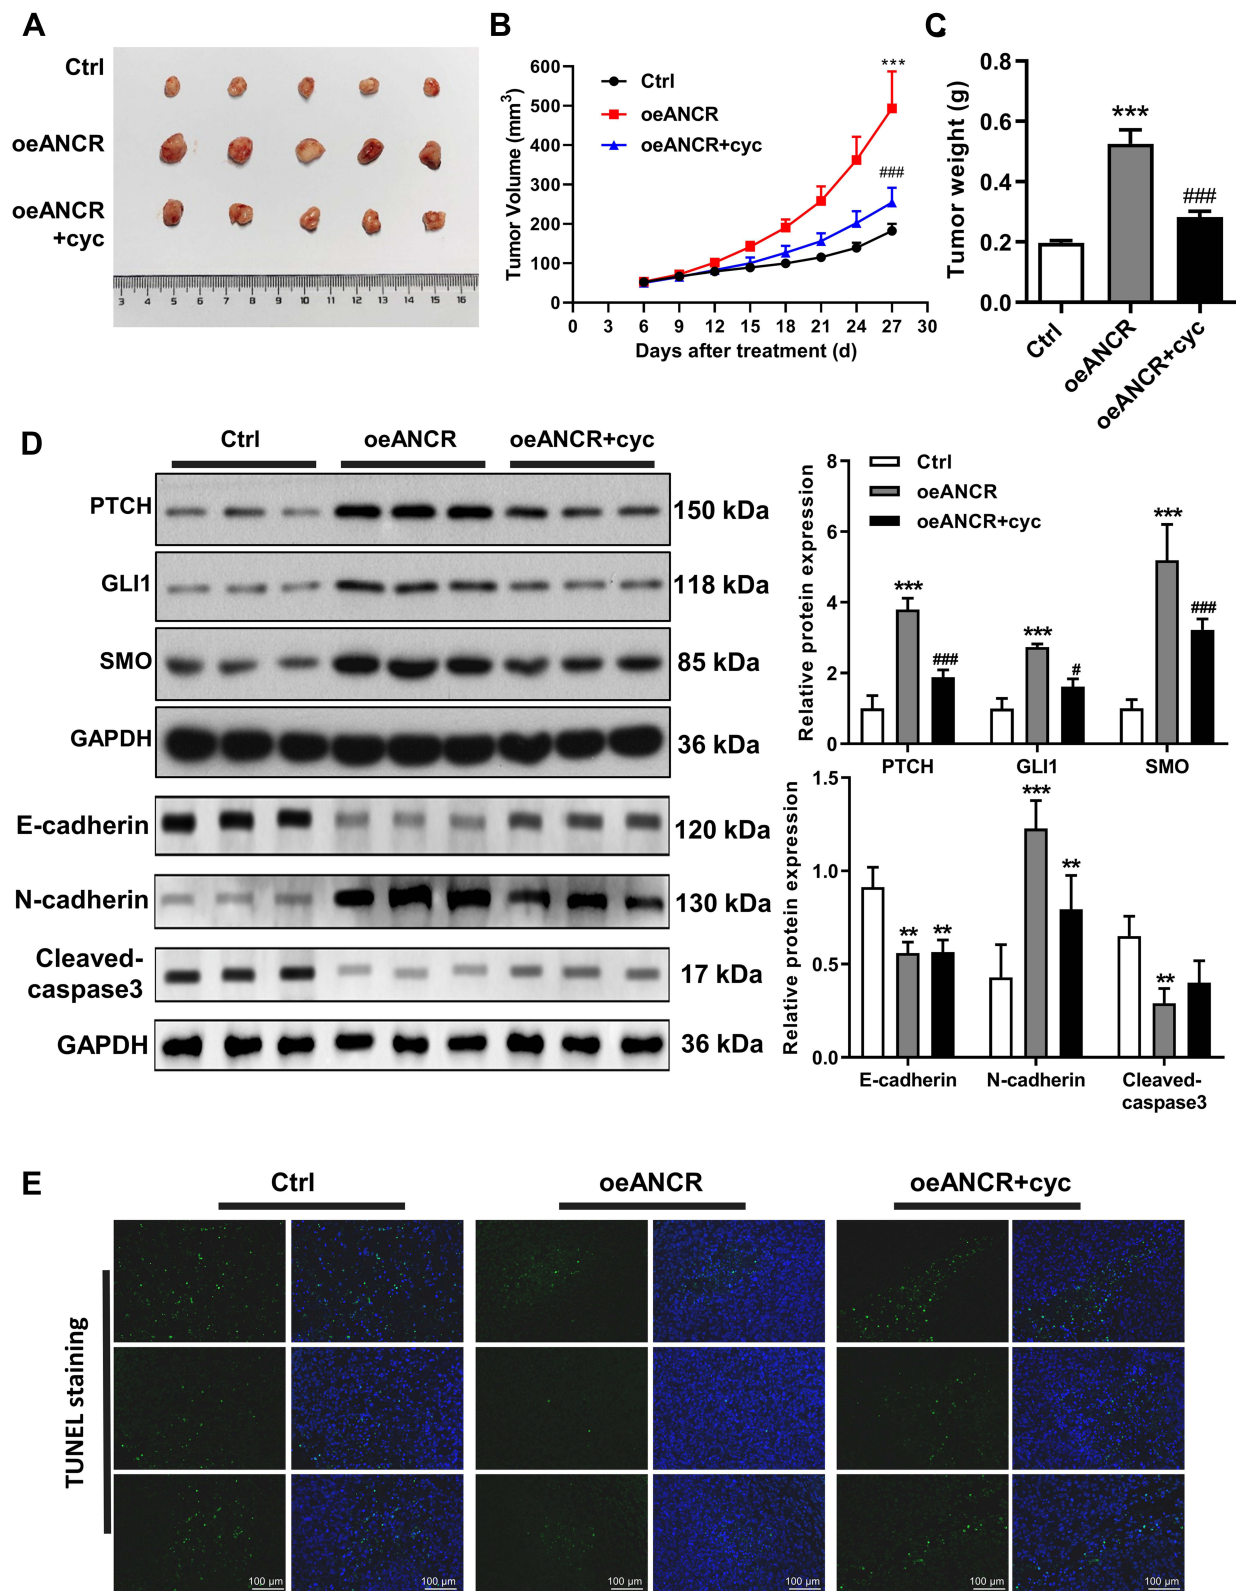 A
Ctrl
oeANCR
oeANCR
+cyc
3 4 5 6 7 8 9 10 11 12 13 14 15 16
B
Tumor Volume (mm3)
600
500
400
300
200
100
0
0 3 6 9 12 15 18 21 24 27 30
Days after treatment (d)
Ctrl
oeANCR
oeANCR+cyc
***
###
C
Tumor weight (g)
0.8
0.6
0.4
0.2
0.0
***
###
Ctrl
oeANCR
oeANCR+cyc
D
Ctrl oeANCR oeANCR+cyc
PTCH 150 kDa
GLI1 118 kDa
SMO 85 kDa
GAPDH 36 kDa
E-cadherin 120 kDa
N-cadherin 130 kDa
Cleaved-
caspase3 17 kDa
GAPDH 36 kDa
Relative protein expression
8
6
4
2
0
Ctrl
oeANCR
oeANCR+cyc
*** ### *** # *** ###
PTCH GLI1 SMO
Relative protein expression
1.5
1.0
0.5
0.0
** ** *** ** **
E-cadherin N-cadherin Cleaved-
caspase3
E
Ctrl oeANCR oeANCR+cyc
TUNEL staining
100 μm 100 μm 100 μm 100 μm 100 μm 100 μm